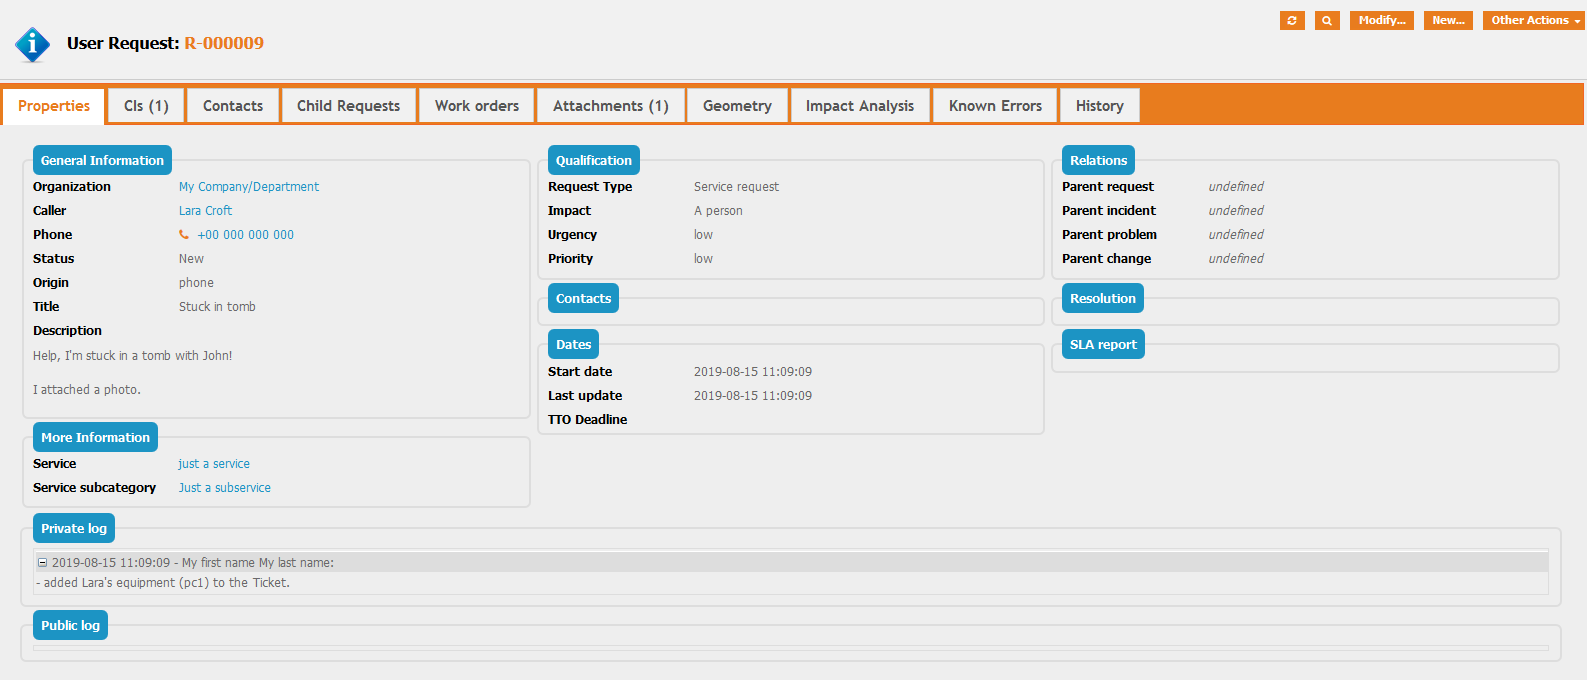 User Request: R-000009
Modify...
New...
Other Actions
Properties
CIs (1)
Contacts
Child Requests
Work orders
Attachments (1)
Geometry
Impact Analysis
Known Errors
History
General Information
Organization My Company/Department
Caller Lara Croft
Phone +00 000 000 000
Status New
Origin phone
Title Stuck in tomb
Description
Help, I'm stuck in a tomb with John!
I attached a photo.
More Information
Service just a service
Service subcategory Just a subservice
Qualification
Request Type Service request
Impact A person
Urgency low
Priority low
Contacts
Dates
Start date 2019-08-15 11:09:09
Last update 2019-08-15 11:09:09
TTO Deadline
Relations
Parent request undefined
Parent incident undefined
Parent problem undefined
Parent change undefined
Resolution
SLA report
Private log
2019-08-15 11:09:09 - My first name My last name:
- added Lara's equipment (pc1) to the Ticket.
Public log